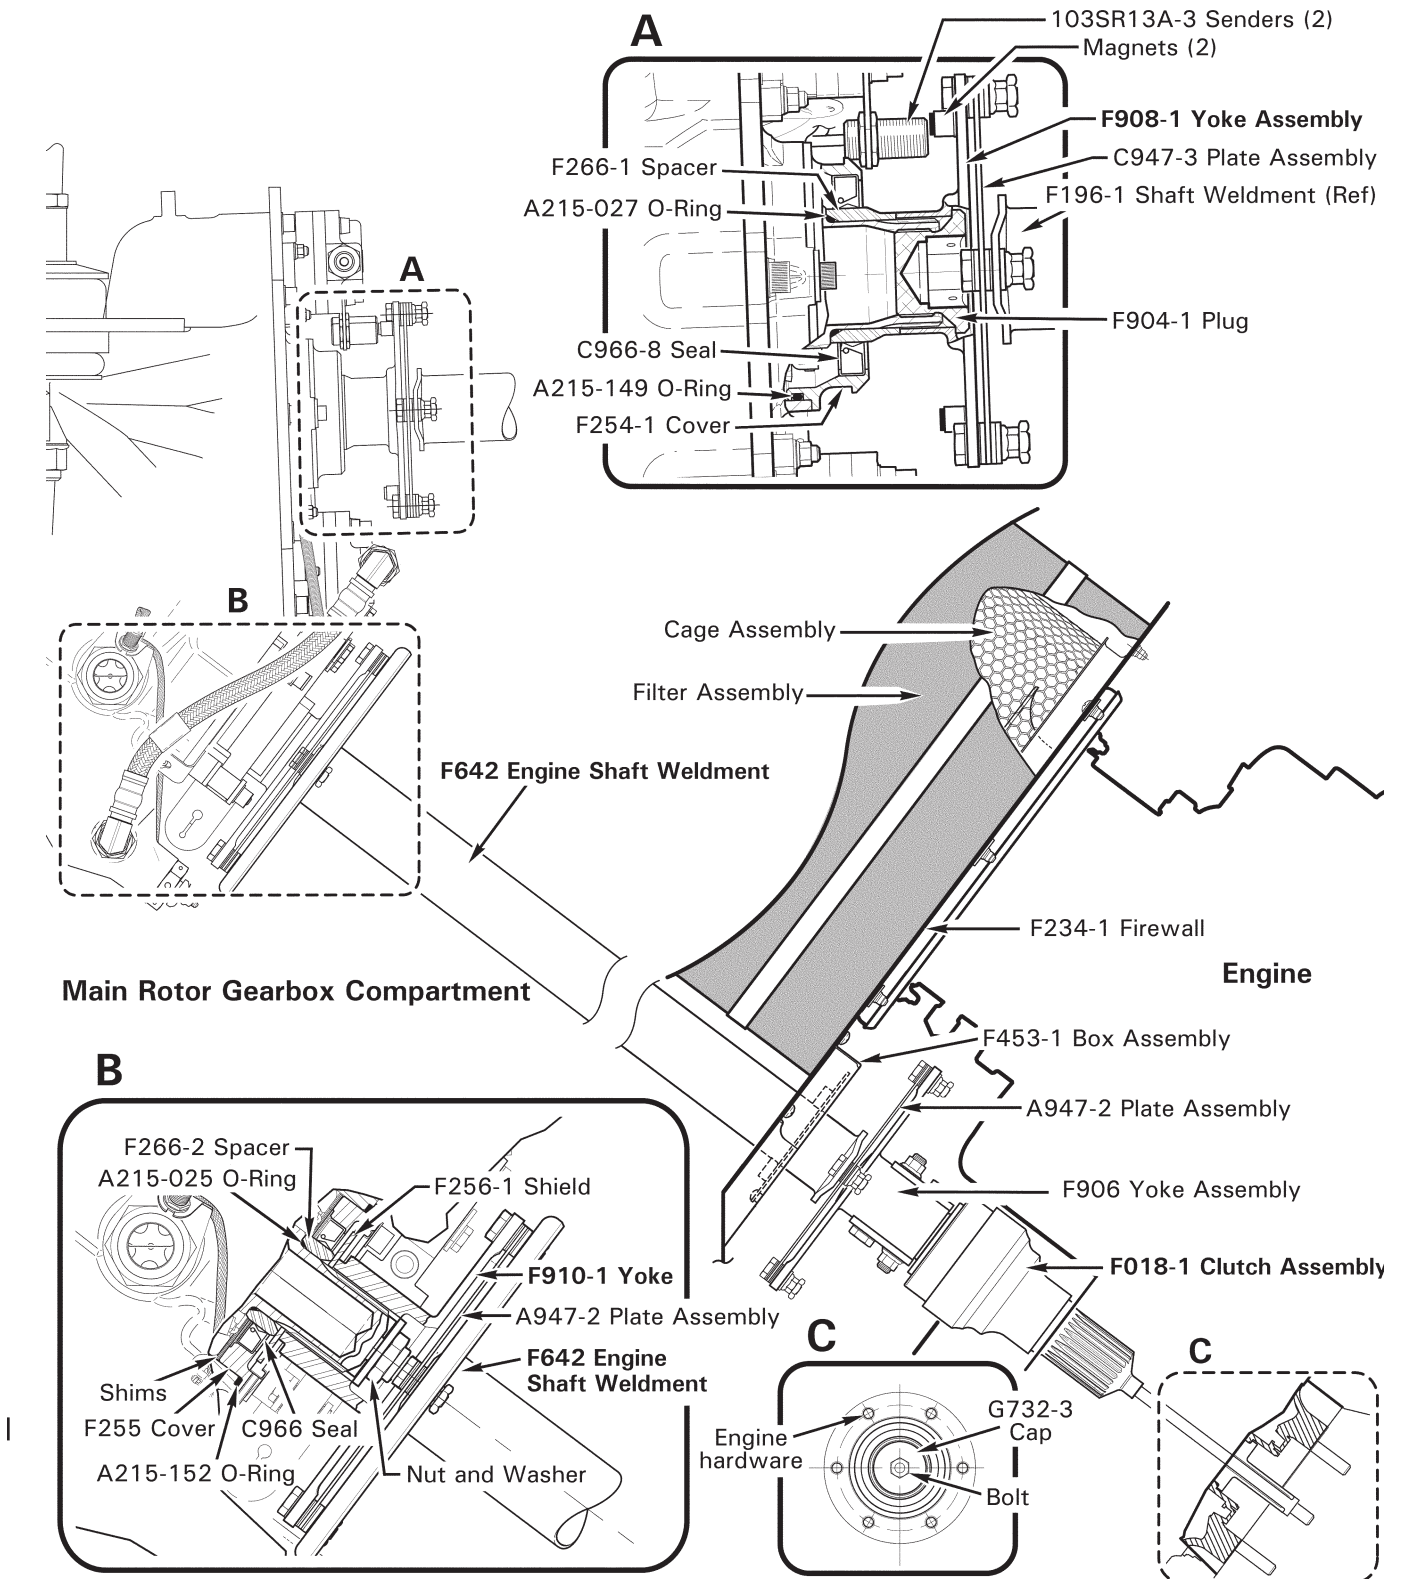 A
103SR13A-3 Senders (2)
Magnets (2)
F908-1 Yoke Assembly
C947-3 Plate Assembly
F196-1 Shaft Weldment (Ref)
F266-1 Spacer
A215-027 O-Ring
F904-1 Plug
C966-8 Seal
A215-149 O-Ring
F254-1 Cover
A
B
Cage Assembly
Filter Assembly
F642 Engine Shaft Weldment
F234-1 Firewall
Engine
Main Rotor Gearbox Compartment
F453-1 Box Assembly
A947-2 Plate Assembly
F906 Yoke Assembly
F018-1 Clutch Assembly
B
F266-2 Spacer
A215-025 O-Ring
F256-1 Shield
F910-1 Yoke
A947-2 Plate Assembly
F642 Engine
Shaft Weldment
Shims
F255 Cover
C966 Seal
A215-152 O-Ring
Nut and Washer
C
G732-3
Cap
Engine
hardware
Bolt
C